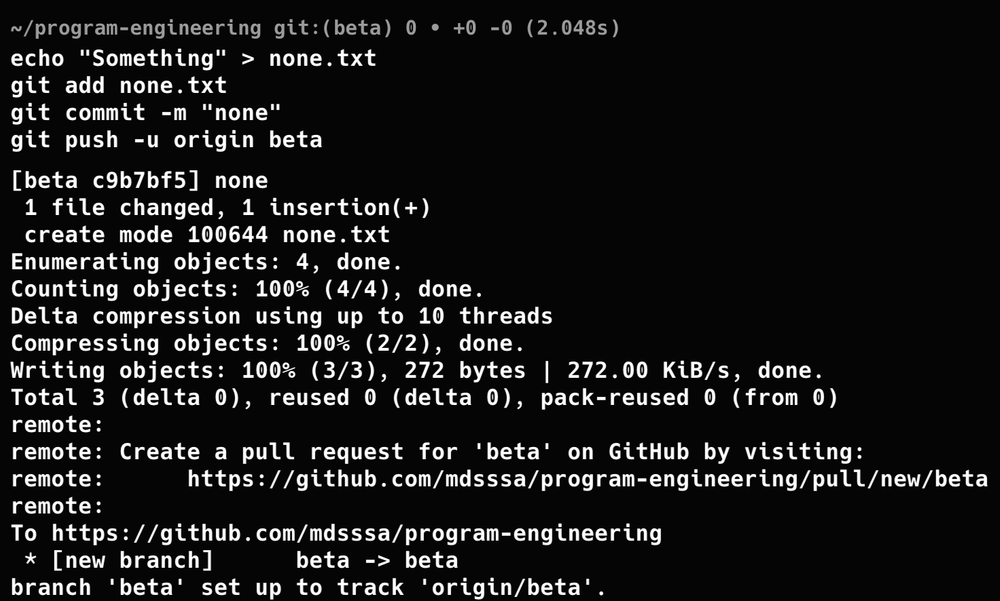 ~/program-engineering git:(beta) 0 • +0 -0 (2.048s)
echo "Something" > none.txt
git add none.txt
git commit -m "none"
git push -u origin beta
[beta c9b7bf5] none
 1 file changed, 1 insertion(+)
 create mode 100644 none.txt
Enumerating objects: 4, done.
Counting objects: 100% (4/4), done.
Delta compression using up to 10 threads
Compressing objects: 100% (2/2), done.
Writing objects: 100% (3/3), 272 bytes | 272.00 KiB/s, done.
Total 3 (delta 0), reused 0 (delta 0), pack-reused 0 (from 0)
remote:
remote: Create a pull request for 'beta' on GitHub by visiting:
remote:      https://github.com/mdsssa/program-engineering/pull/new/beta
remote:
To https://github.com/mdsssa/program-engineering
 * [new branch]      beta -> beta
branch 'beta' set up to track 'origin/beta'.